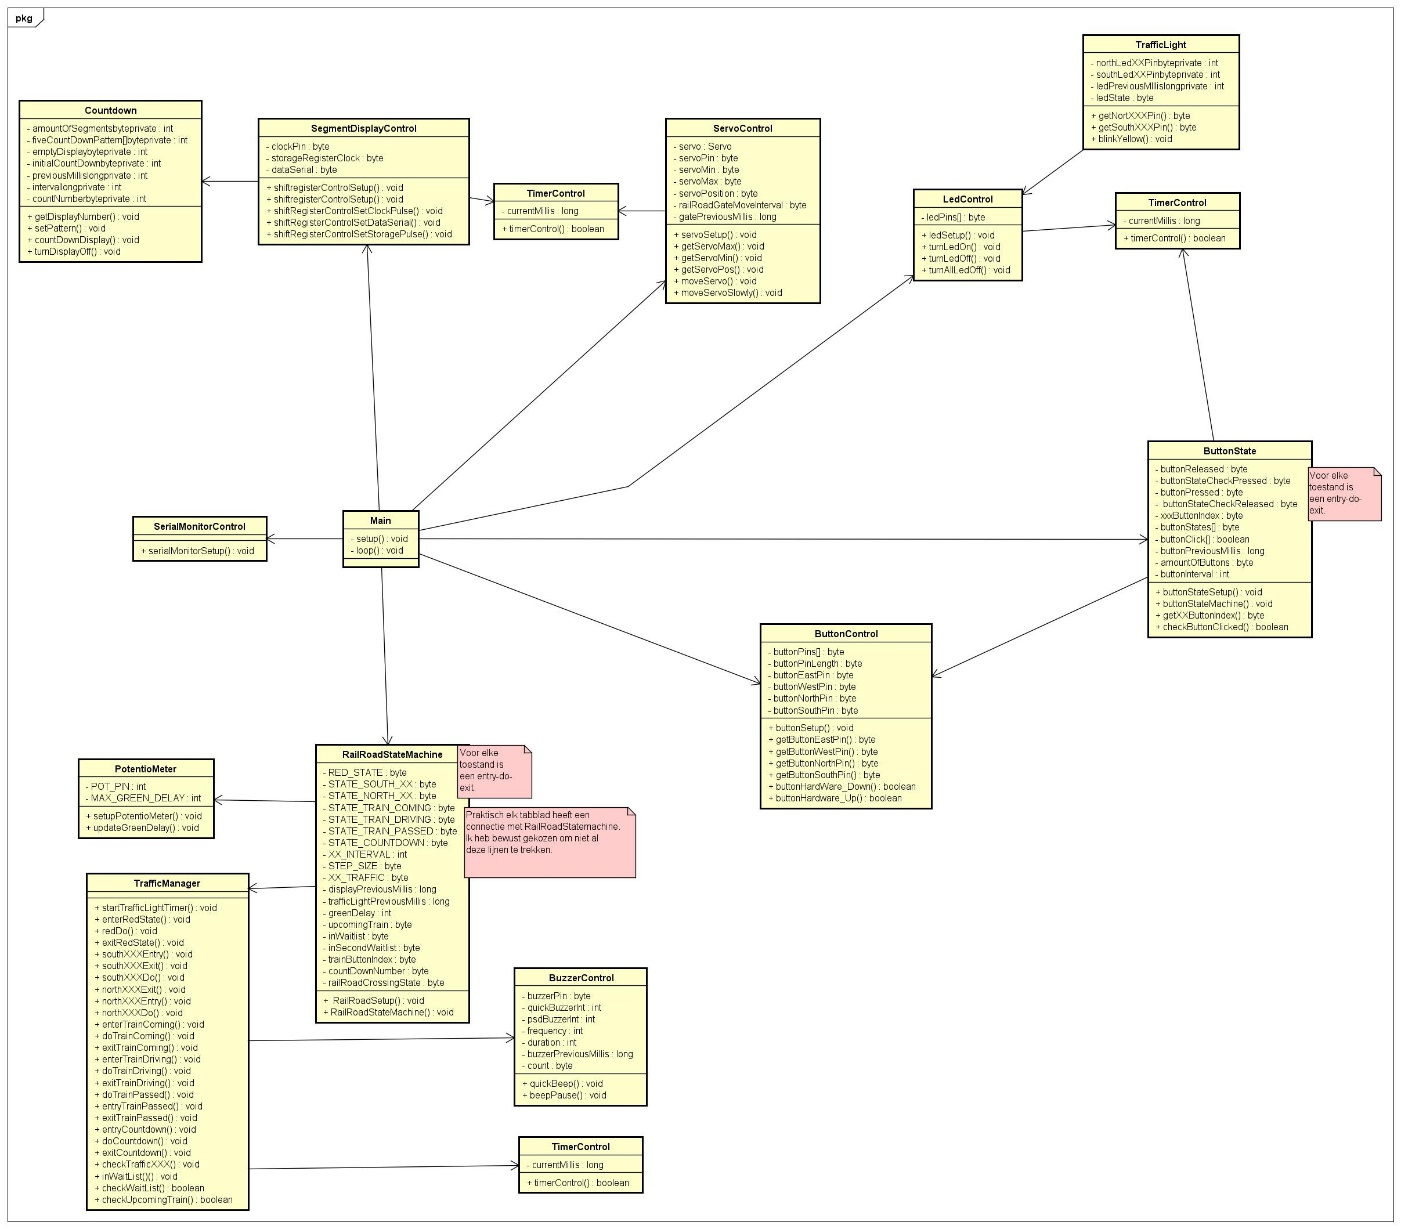 pkg
TrafficLight
- northLedXXPinbyteprivate : int
- southLedXXPinbyteprivate : int
- ledPreviousMIllislongprivate : int
- ledState : byte
+ getNortXXXPin() : byte
+ getSouthXXXPin() : byte
+ blinkYellow() : void
Countdown
- amountOfSegmentsbyteprivate : int
- fiveCountDownPattern[]byteprivate : int
- emptyDisplaybyteprivate : int
- initialCountDownbyteprivate : int
- previousMillislongprivate : int
- intervallongprivate : int
- countNumberbyteprivate : int
+ getDisplayNumber() : void
+ setPattern() : void
+ countDownDisplay() : void
+ turnDisplayOff() : void
SegmentDisplayControl
- clockPin : byte
- storageRegisterClock : byte
- dataSerial : byte
+ shiftregisterControlSetup() : void
+ shiftregisterControlSetup() : void
+ shiftRegisterControlSetClockPulse() : void
+ shiftRegisterControlSetDataSerial() : void
+ shiftRegisterControlSetStoragePulse() : void
TimerControl
- currentMillis : long
+ timerControl() : boolean
ServoControl
- servo : Servo
- servoPin : byte
- servoMin : byte
- servoMax : byte
- servoPosition : byte
- railRoadGateMoveInterval : byte
- gatePreviousMillis : long
+ servoSetup() : void
+ getServoMax() : void
+ getServoMin() : void
+ getServoPos() : void
+ moveServo() : void
+ moveServoSlowly() : void
LedControl
- ledPins[] : byte
+ ledSetup() : void
+ turnLedOn() : void
+ turnLedOff() : void
+ turnAllLedOff() : void
TimerControl
- currentMillis : long
+ timerControl() : boolean
ButtonState
- buttonReleased : byte
- buttonStateCheckPressed : byte
- buttonPressed : byte
- buttonStateCheckReleased : byte
- xxxButtonIndex : byte
- buttonStates[] : byte
- buttonClick[] : boolean
- buttonPreviousMillis : long
- amountOfButtons : byte
- buttonInterval : int
+ buttonStateSetup() : void
+ buttonStateMachine() : void
+ getXXButtonIndex() : byte
+ checkButtonClicked() : boolean
Voor elke
toestand is
een entry-do-
exit.
SerialMonitorControl
+ serialMonitorSetup() : void
Main
- setup() : void
- loop() : void
ButtonControl
- buttonPins[] : byte
- buttonPinLength : byte
- buttonEastPin : byte
- buttonWestPin : byte
- buttonNorthPin : byte
- buttonSouthPin : byte
+ buttonSetup() : void
+ getButtonEastPin() : byte
+ getButtonWestPin() : byte
+ getButtonNorthPin() : byte
+ getButtonSouthPin() : byte
+ buttonHardWare_Down() : boolean
+ buttonHardware_Up() : boolean
PotentioMeter
- POT_PIN : int
- MAX_GREEN_DELAY : int
+ setupPotentioMeter() : void
+ updateGreenDelay() : void
RailRoadStateMachine
- RED_STATE : byte
- STATE_SOUTH_XX : byte
- STATE_NORTH_XX : byte
- STATE_TRAIN_COMING : byte
- STATE_TRAIN_DRIVING : byte
- STATE_TRAIN_PASSED : byte
- STATE_COUNTDOWN : byte
- XX_INTERVAL : int
- STEP_SIZE : byte
- XX_TRAFFIC : byte
- displayPreviousMillis : long
- trafficLightPreviousMillis : long
- greenDelay : int
- upcomingTrain : byte
- inWaitlist : byte
- inSecondWaitlist : byte
- trainButtonIndex : byte
- countDownNumber : byte
- railRoadCrossingState : byte
+ RailRoadSetup() : void
+ RailRoadStateMachine() : void
Voor elke
toestand is
een entry-do-
exit.
Praktisch elk tabblad heeft een
connectie met RailRoadStatemachine.
Ik heb bewust gekozen om niet al
deze lijnen te trekken.
TrafficManager
+ startTrafficLightTimer() : void
+ enterRedState() : void
+ redDo() : void
+ exitRedState() : void
+ southXXXEntry() : void
+ southXXXExit() : void
+ southXXXDo() : void
+ northXXXExit() : void
+ northXXXEntry() : void
+ northXXXDo() : void
+ enterTrainComing() : void
+ doTrainComing() : void
+ exitTrainComing() : void
+ enterTrainDriving() : void
+ doTrainDriving() : void
+ exitTrainDriving() : void
+ doTrainPassed() : void
+ entryTrainPassed() : void
+ exitTrainPassed() : void
+ entryCountdown() : void
+ doCountdown() : void
+ exitCountdown() : void
+ checkTrafficXXX() : void
+ inWaitList()() : void
+ checkWaitList() : boolean
+ checkUpcomingTrain() : boolean
BuzzerControl
- buzzerPin : byte
- quickBuzzerInt : int
- psdBuzzerInt : int
- frequency : int
- duration : int
- buzzerPreviousMillis : long
- count : byte
+ quickBeep() : void
+ beepPause() : void
TimerControl
- currentMillis : long
+ timerControl() : boolean